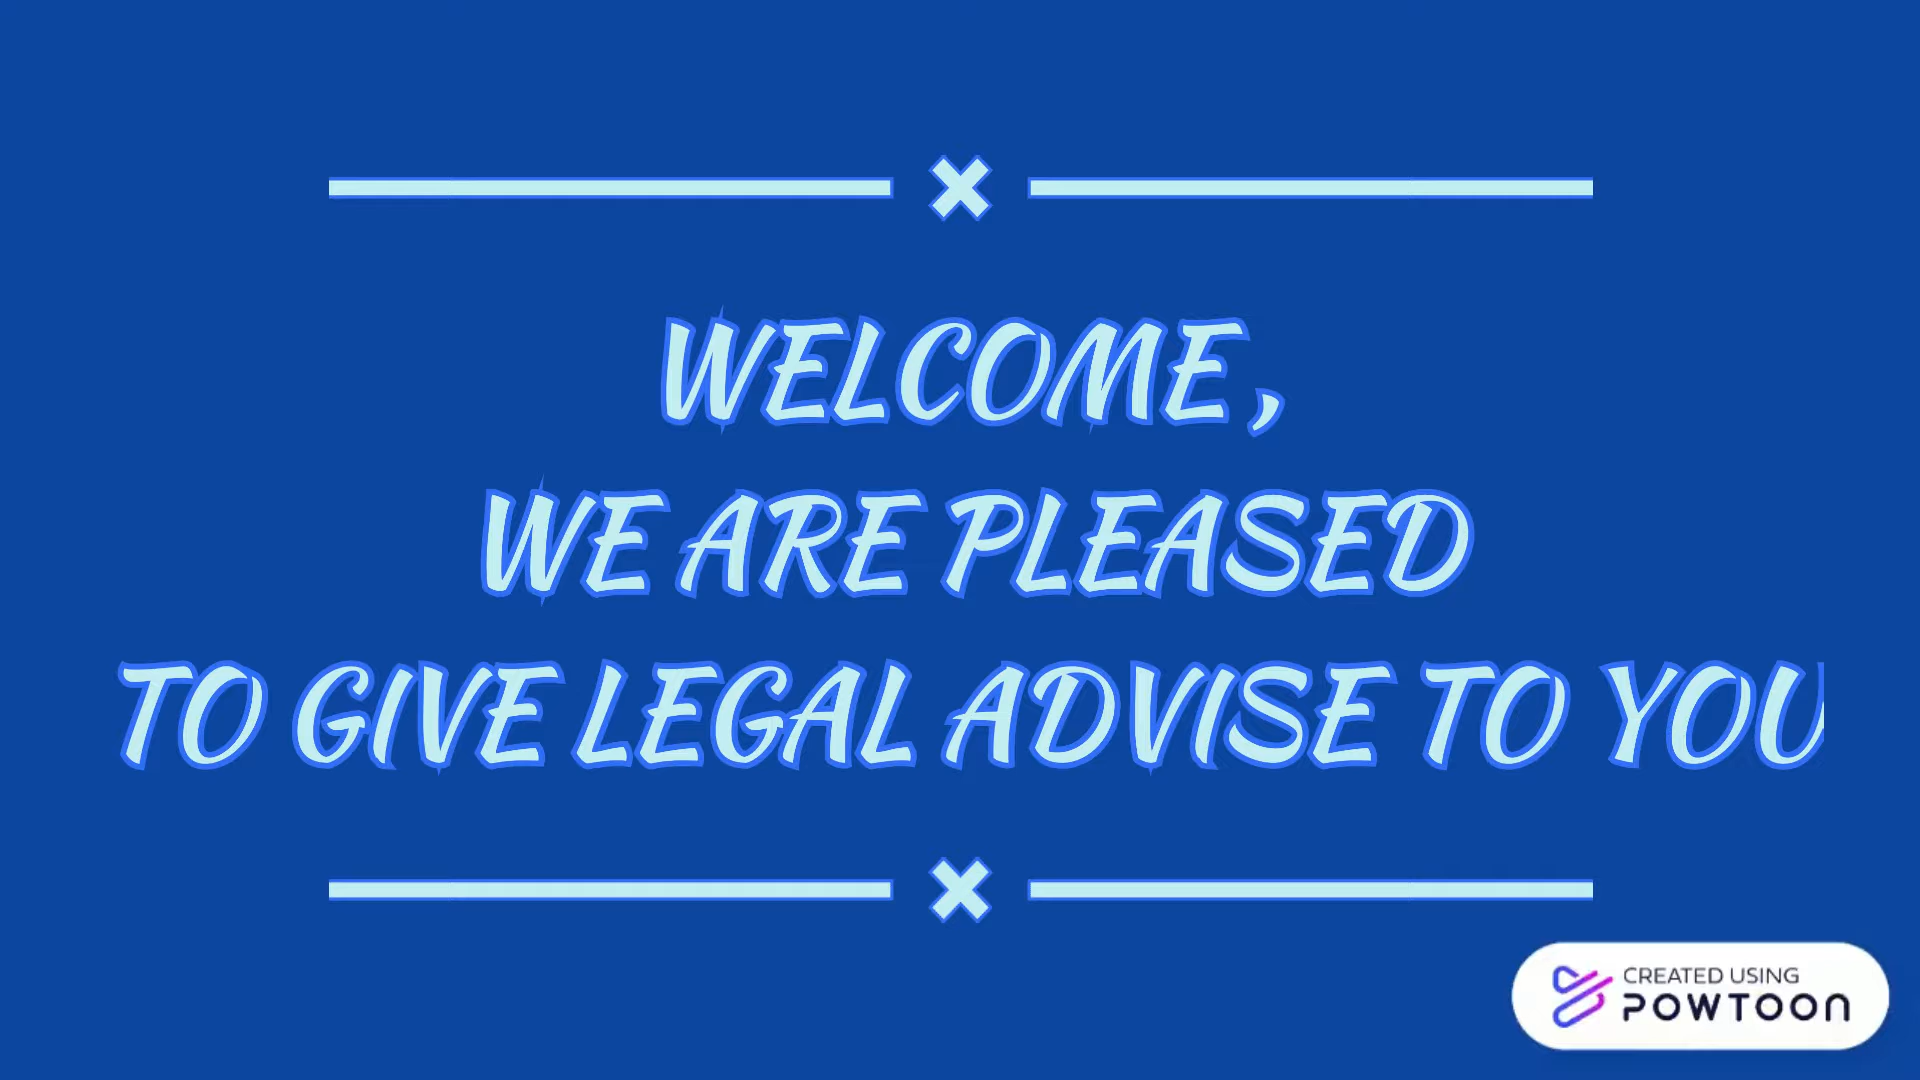 WELCOME,
WE ARE PLEASED
TO GIVE LEGAL ADVISE TO YOU
CREATED USING
POWTOON